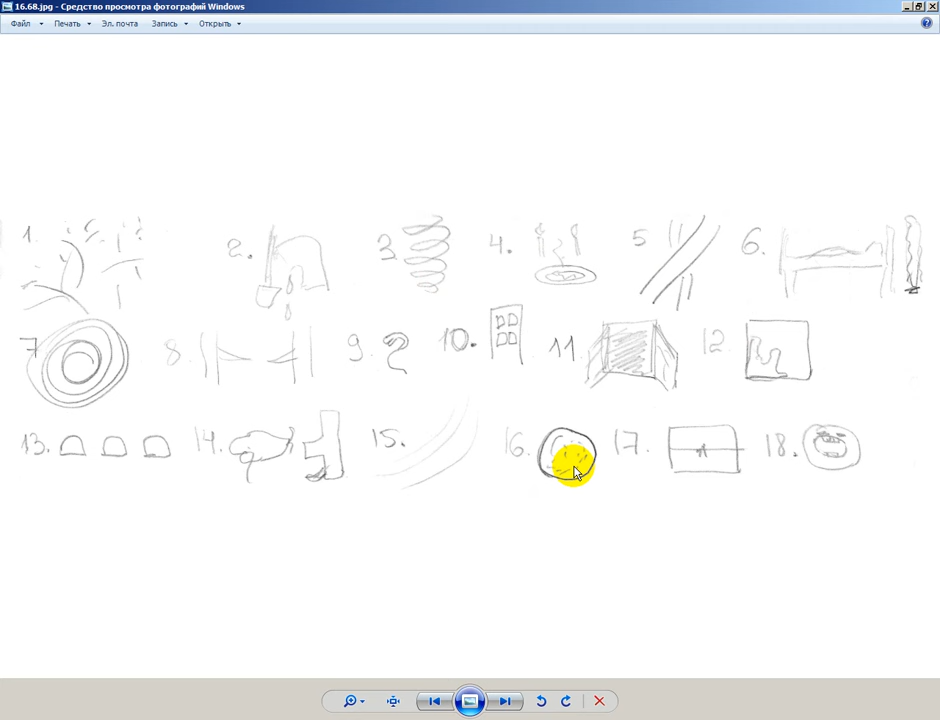 16.68.jpg - Средство просмотра фотографий Windows
Файл Печать Эл. почта Запись Открыть
1. 2. 3. 4. 5 6.
7 8. 9. 10. 11 12
13. 14. 15. 16. 17. 18.